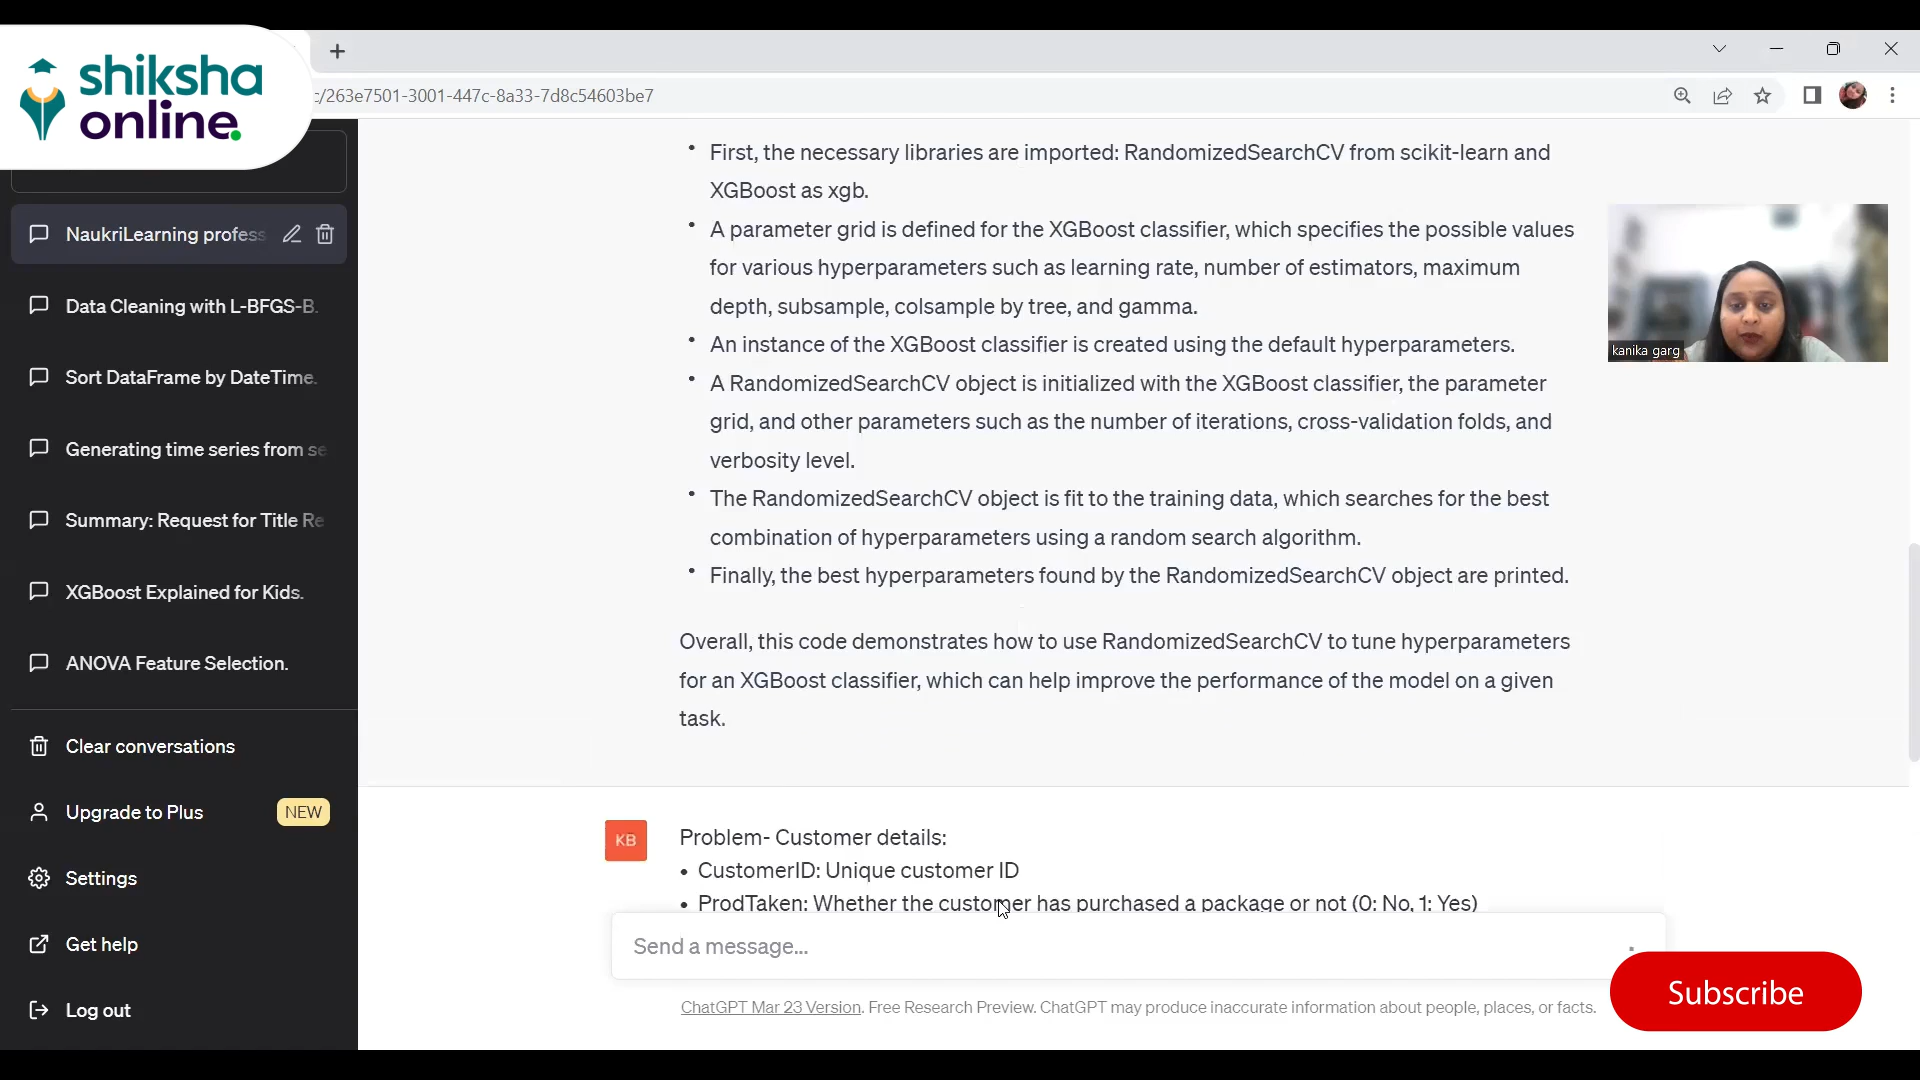 shiksha
online
:/263e7501-3001-447c-8a33-7d8c54603be7
NaukriLearning profess
Data Cleaning with L-BFGS-B.
Sort DataFrame by DateTime.
Generating time series from se
Summary: Request for Title Re
XGBoost Explained for Kids.
ANOVA Feature Selection.
Clear conversations
Upgrade to Plus NEW
Settings
Get help
Log out
• First, the necessary libraries are imported: RandomizedSearchCV from scikit-learn and
XGBoost as xgb.
• A parameter grid is defined for the XGBoost classifier, which specifies the possible values
for various hyperparameters such as learning rate, number of estimators, maximum
depth, subsample, colsample by tree, and gamma.
• An instance of the XGBoost classifier is created using the default hyperparameters.
• A RandomizedSearchCV object is initialized with the XGBoost classifier, the parameter
grid, and other parameters such as the number of iterations, cross-validation folds, and
verbosity level.
• The RandomizedSearchCV object is fit to the training data, which searches for the best
combination of hyperparameters using a random search algorithm.
• Finally, the best hyperparameters found by the RandomizedSearchCV object are printed.
Overall, this code demonstrates how to use RandomizedSearchCV to tune hyperparameters
for an XGBoost classifier, which can help improve the performance of the model on a given
task.
kanika garg
KB
Problem- Customer details:
• CustomerID: Unique customer ID
• ProdTaken: Whether the customer has purchased a package or not (0: No, 1: Yes)
Send a message...
ChatGPT Mar 23 Version. Free Research Preview. ChatGPT may produce inaccurate information about people, places, or facts.
Subscribe